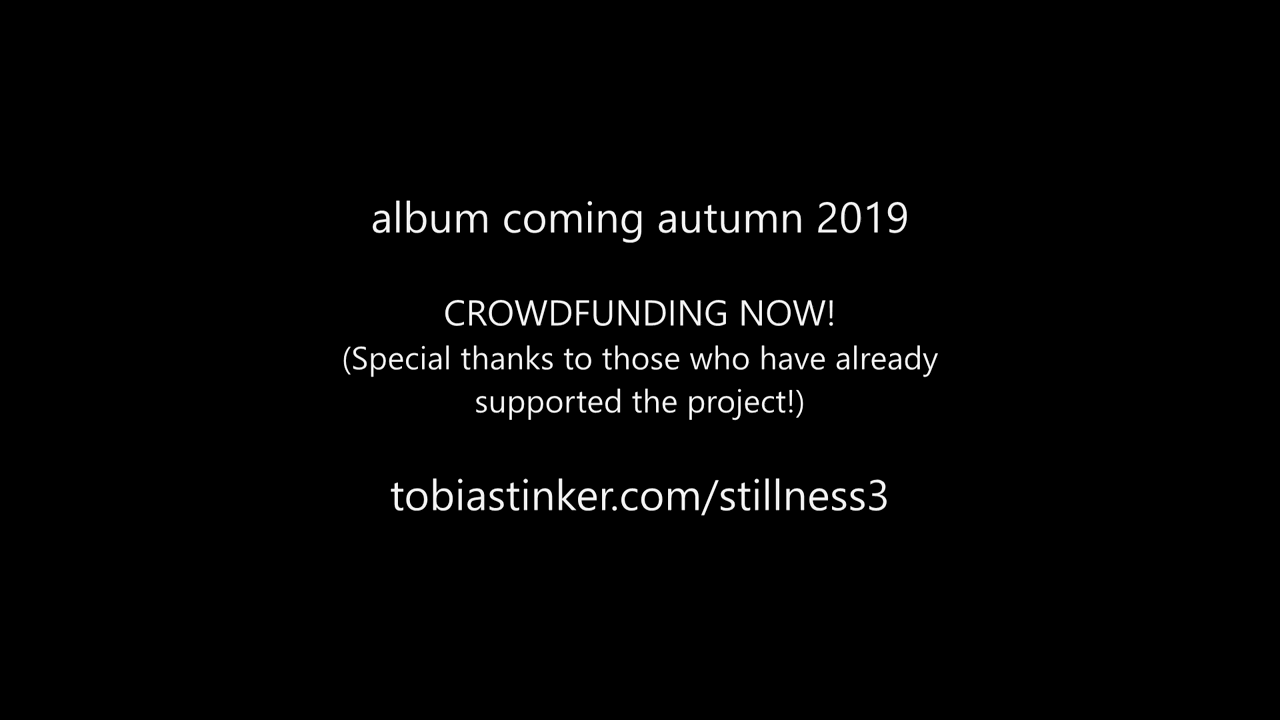 album coming autumn 2019
CROWDFUNDING NOW!
(Special thanks to those who have already
supported the project!)
tobiastinker.com/stillness3